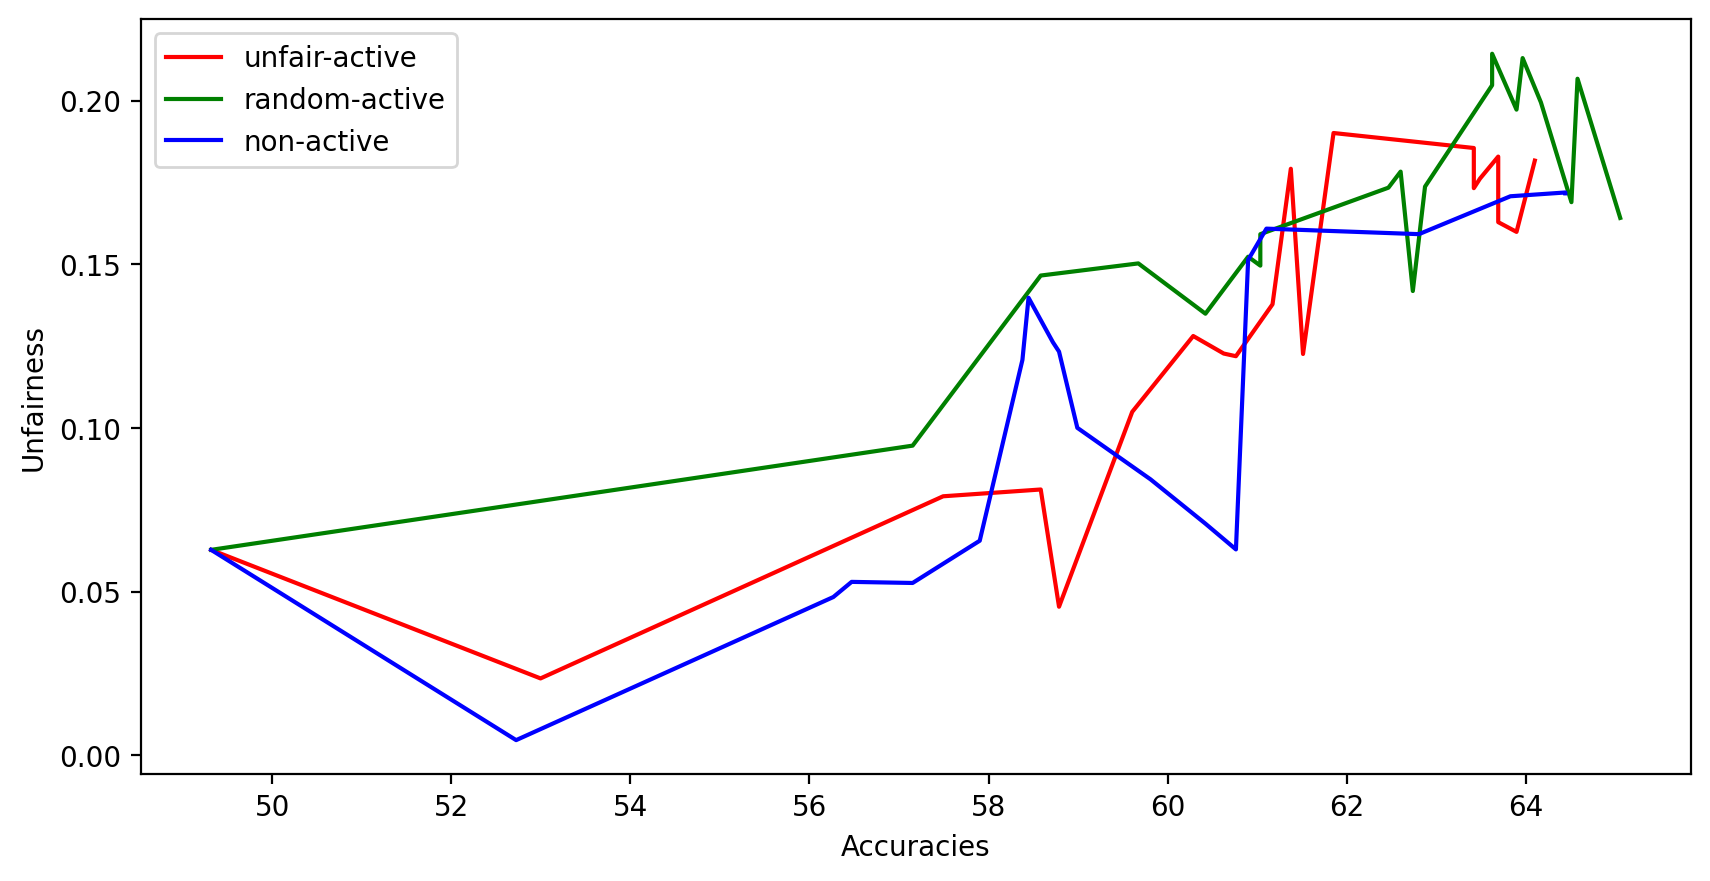 unfair-active
random-active
non-active
0.20
0.15
0.10
0.05
0.00
Unfairness
50 52 54 56 58 60 62 64
Accuracies